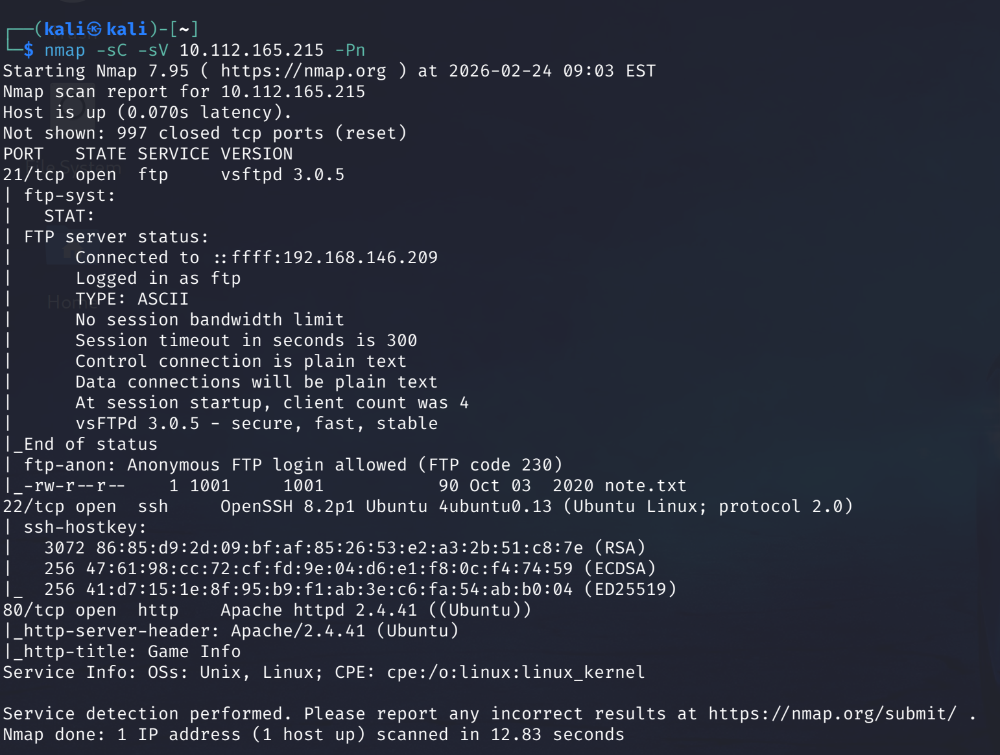 ┌──(kali㉿kali)-[~]
└─$ nmap -sC -sV 10.112.165.215 -Pn
Starting Nmap 7.95 ( https://nmap.org ) at 2026-02-24 09:03 EST
Nmap scan report for 10.112.165.215
Host is up (0.070s latency).
Not shown: 997 closed tcp ports (reset)
PORT   STATE SERVICE VERSION
File System
21/tcp open  ftp     vsftpd 3.0.5
| ftp-syst:
|   STAT:
| FTP server status:
|      Connected to ::ffff:192.168.146.209
|      Logged in as ftp
|      TYPE: ASCII
Home
|      No session bandwidth limit
|      Session timeout in seconds is 300
|      Control connection is plain text
|      Data connections will be plain text
|      At session startup, client count was 4
|      vsFTPd 3.0.5 - secure, fast, stable
|_End of status
| ftp-anon: Anonymous FTP login allowed (FTP code 230)
|_-rw-r--r--    1 1001     1001           90 Oct 03  2020 note.txt
22/tcp open  ssh     OpenSSH 8.2p1 Ubuntu 4ubuntu0.13 (Ubuntu Linux; protocol 2.0)
| ssh-hostkey:
|   3072 86:85:d9:2d:09:bf:af:85:26:53:e2:a3:2b:51:c8:7e (RSA)
|   256 47:61:98:cc:72:cf:fd:9e:04:d6:e1:f8:0c:f4:74:59 (ECDSA)
|_  256 41:d7:15:1e:8f:95:b9:f1:ab:3e:c6:fa:54:ab:b0:04 (ED25519)
80/tcp open  http    Apache httpd 2.4.41 ((Ubuntu))
|_http-server-header: Apache/2.4.41 (Ubuntu)
|_http-title: Game Info
Service Info: OSs: Unix, Linux; CPE: cpe:/o:linux:linux_kernel

Service detection performed. Please report any incorrect results at https://nmap.org/submit/ .
Nmap done: 1 IP address (1 host up) scanned in 12.83 seconds